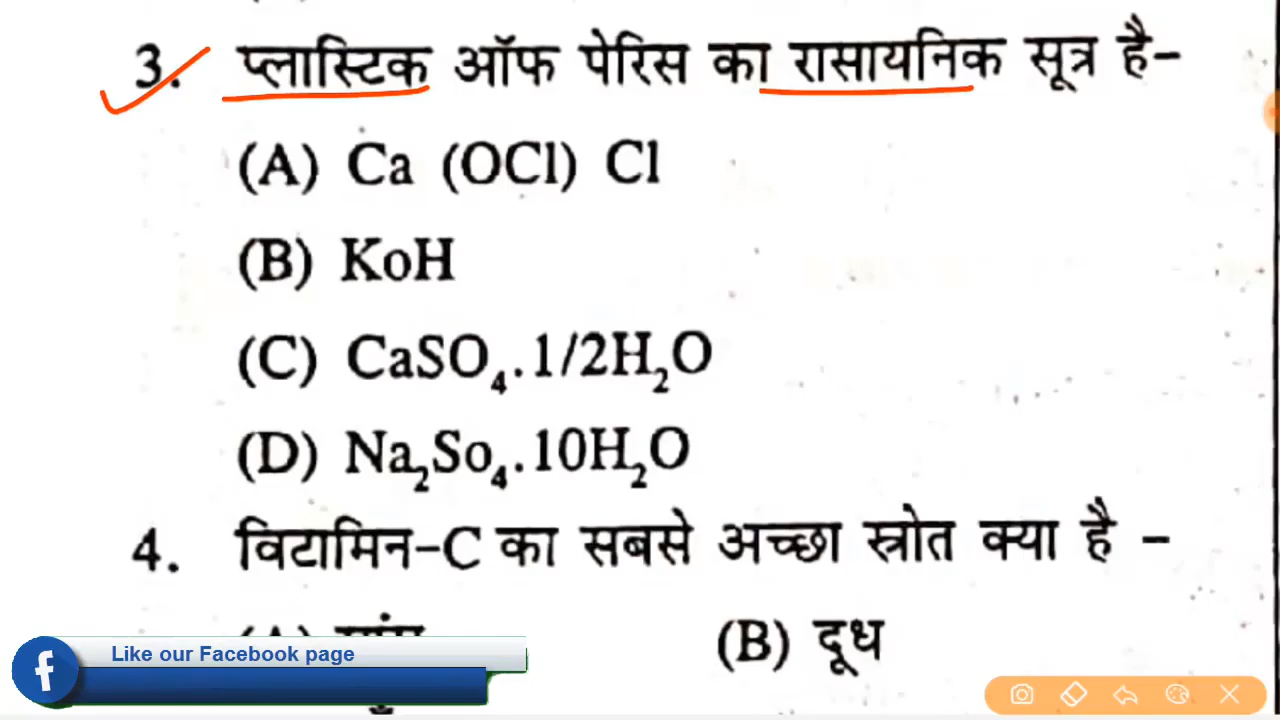 3. प्लास्टिक ऑफ पेरिस का रासायनिक सूत्र है-
(A) Ca (OCl) Cl
(B) KoH
(C) CaSO₄.1/2H₂O
(D) Na₂So₄.10H₂O
4. विटामिन-C का सबसे अच्छा स्रोत क्या है -
(B) दूध
Like our Facebook page